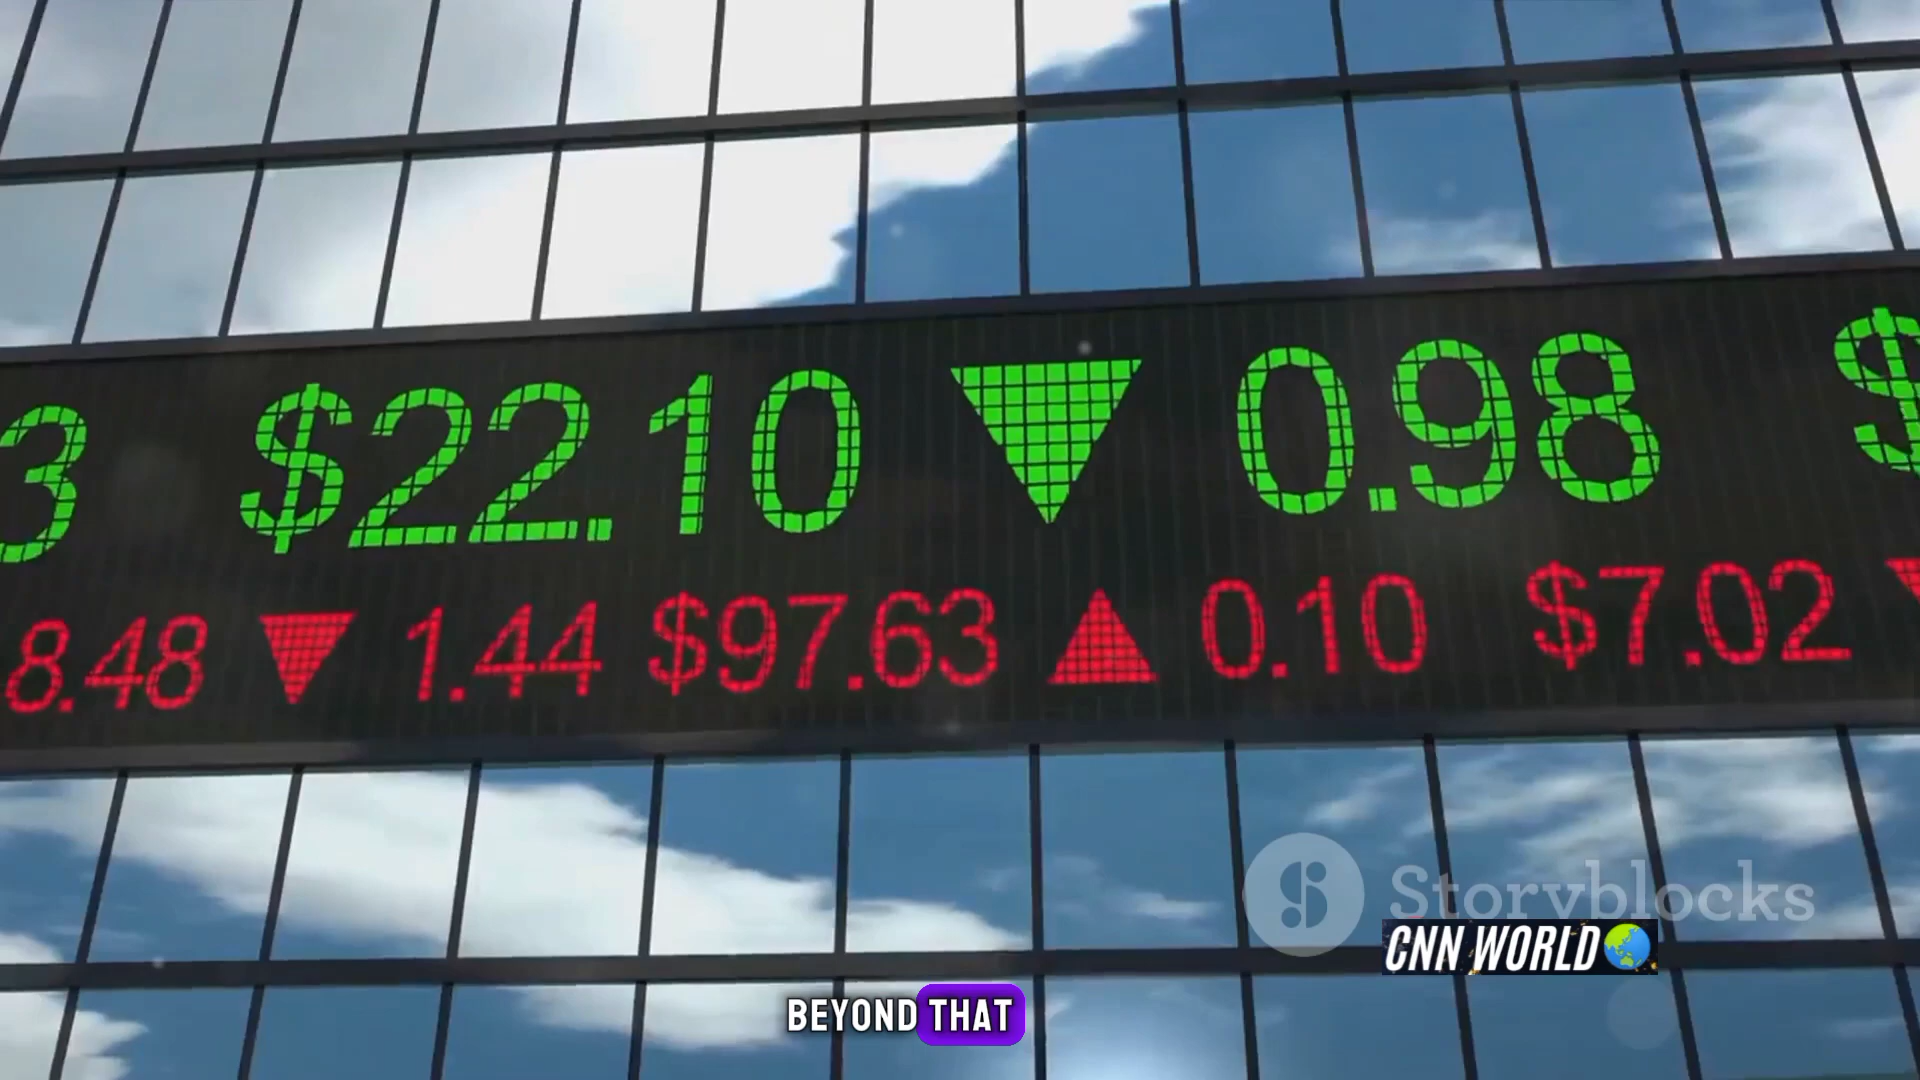 3 $22.10 ▼ 0.98 $
8.48 ▼ 1.44 $97.63 ▲ 0.10 $7.02 ▼
Storyblocks
CNN WORLD
BEYOND THAT